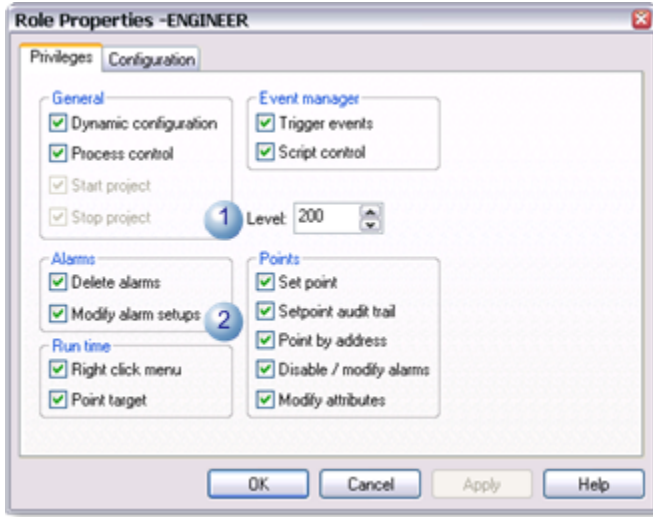 Role Properties -ENGINEER
Privileges
Configuration
General
Dynamic configuration
Process control
Start project
Stop project
Event manager
Trigger events
Script control
1
Level: 200
Alarms
Delete alarms
Modify alarm setups
2
Points
Set point
Setpoint audit trail
Point by address
Disable / modify alarms
Modify attributes
Run time
Right click menu
Point target
OK
Cancel
Apply
Help